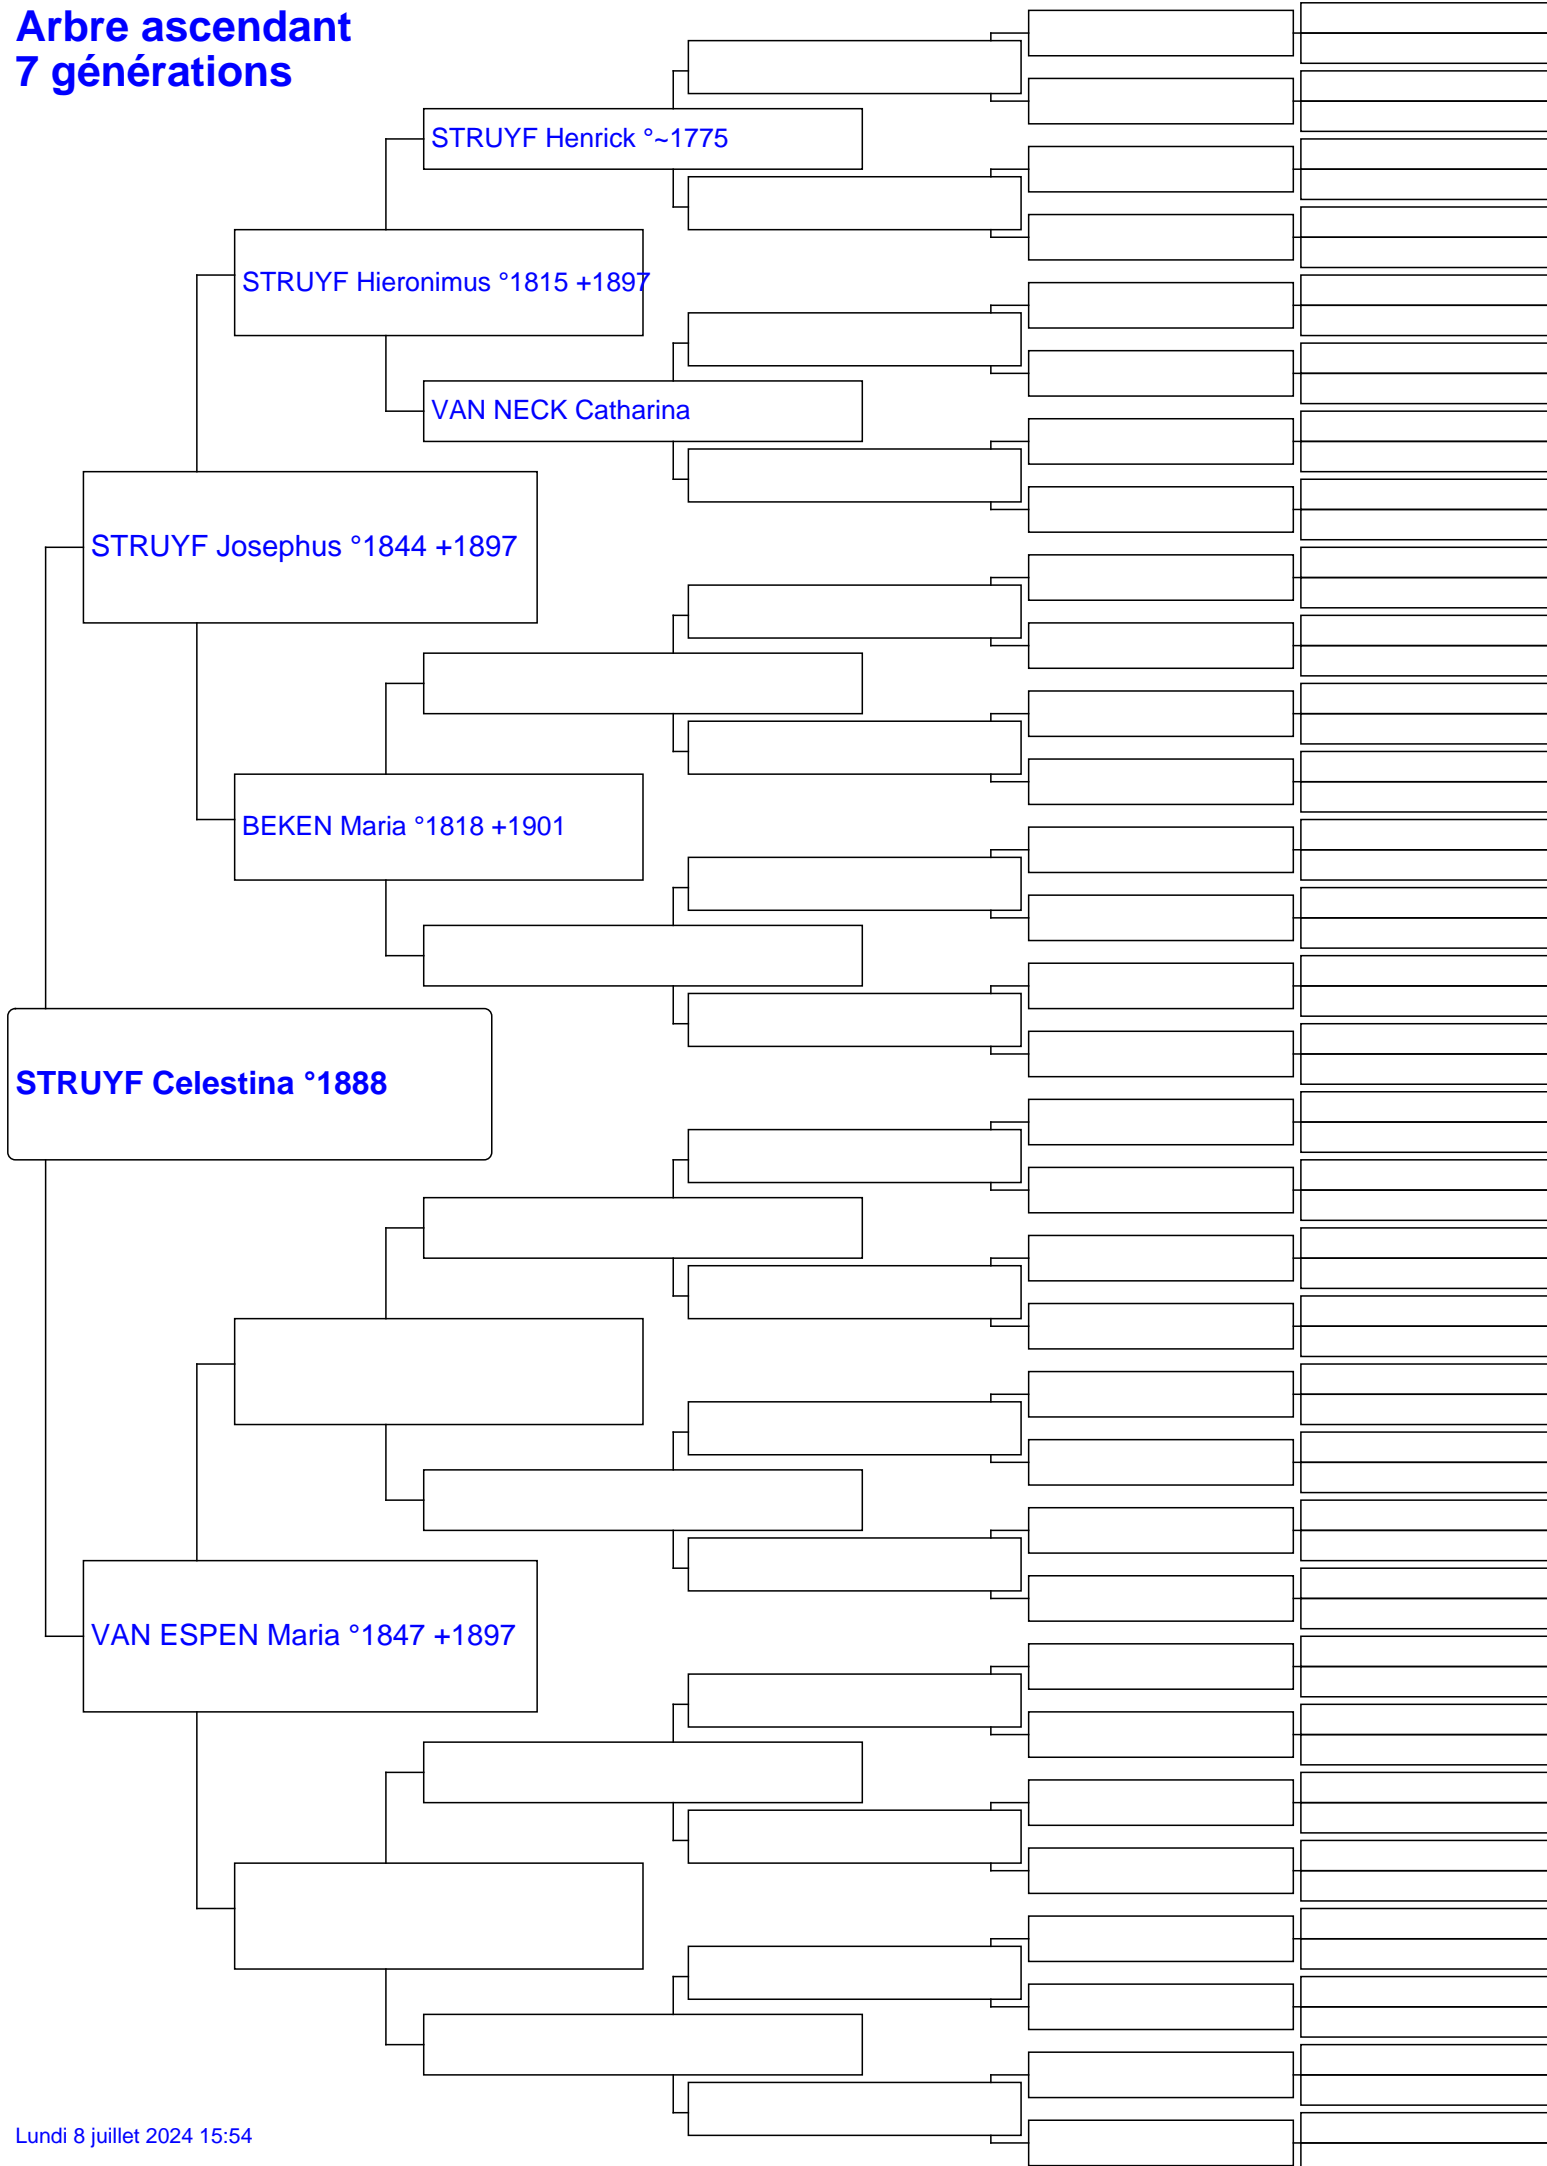 Arbre ascendant
7 générations
STRUYF Henrick °~1775
STRUYF Hieronimus °1815 +1897
VAN NECK Catharina
STRUYF Josephus °1844 +1897
BEKEN Maria °1818 +1901
STRUYF Celestina °1888
VAN ESPEN Maria °1847 +1897
Lundi 8 juillet 2024 15:54